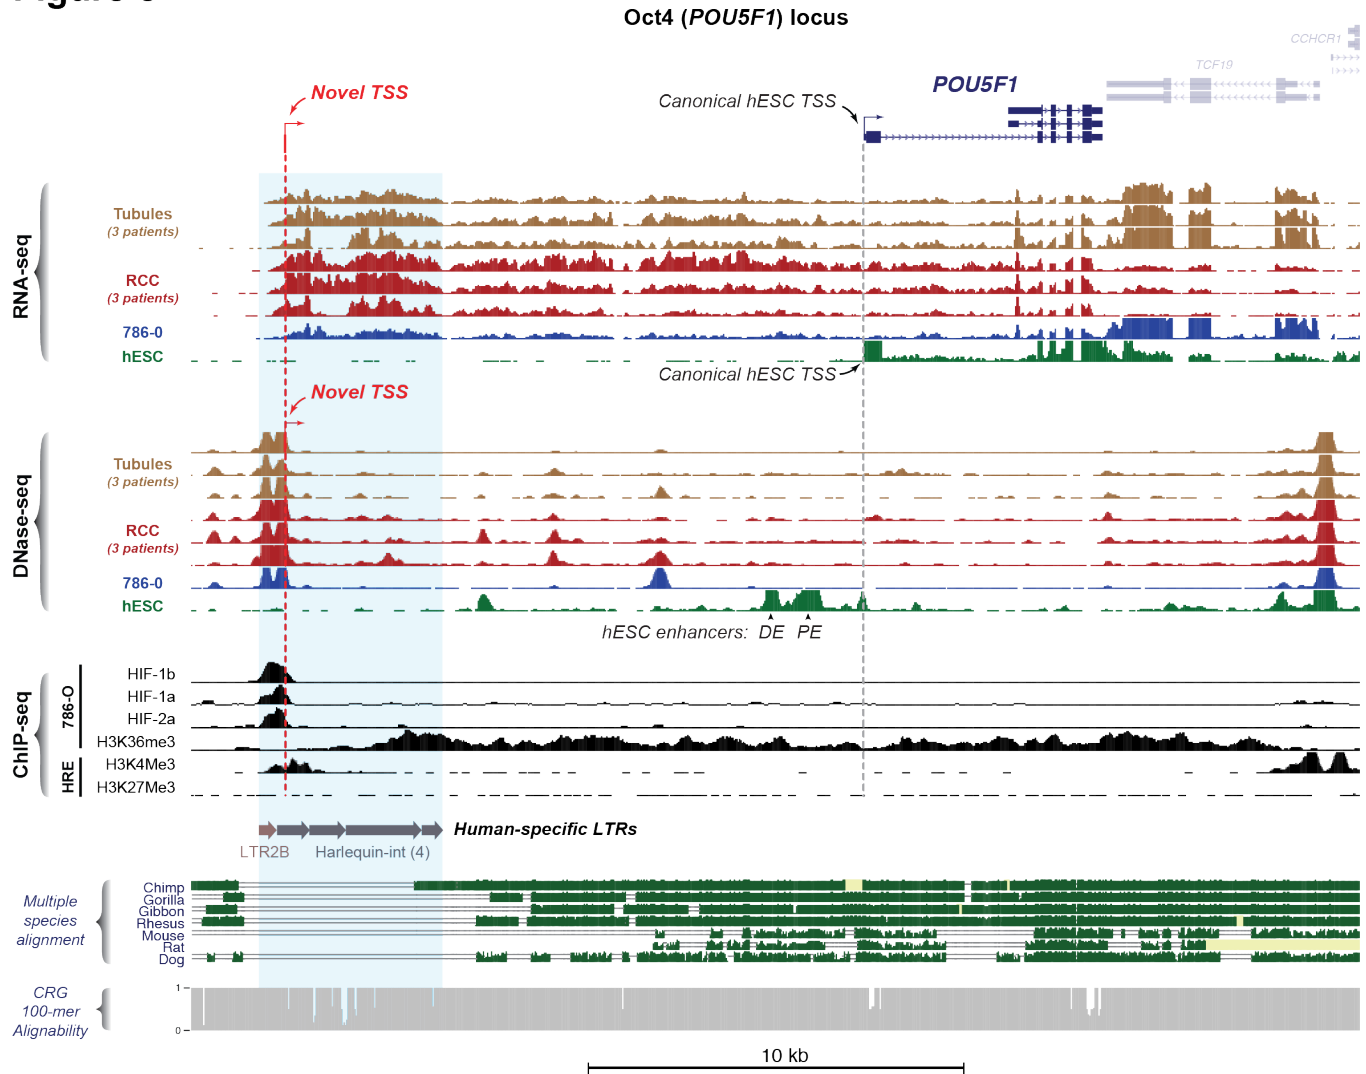 Oct4 (POU5F1) locus
CCHCR1
TCF19
POU5F1
Novel TSS
Canonical hESC TSS
RNA-seq
Tubules
(3 patients)
RCC
(3 patients)
786-0
hESC
Canonical hESC TSS
Novel TSS
DNase-seq
Tubules
(3 patients)
RCC
(3 patients)
786-0
hESC
hESC enhancers: DE PE
ChIP-seq
786-O
HRE
HIF-1b
HIF-1a
HIF-2a
H3K36me3
H3K4Me3
H3K27Me3
Human-specific LTRs
LTR2B
Harlequin-int (4)
Multiple
species
alignment
Chimp
Gorilla
Gibbon
Rhesus
Mouse
Rat
Dog
CRG
100-mer
Alignability
1
0
10 kb